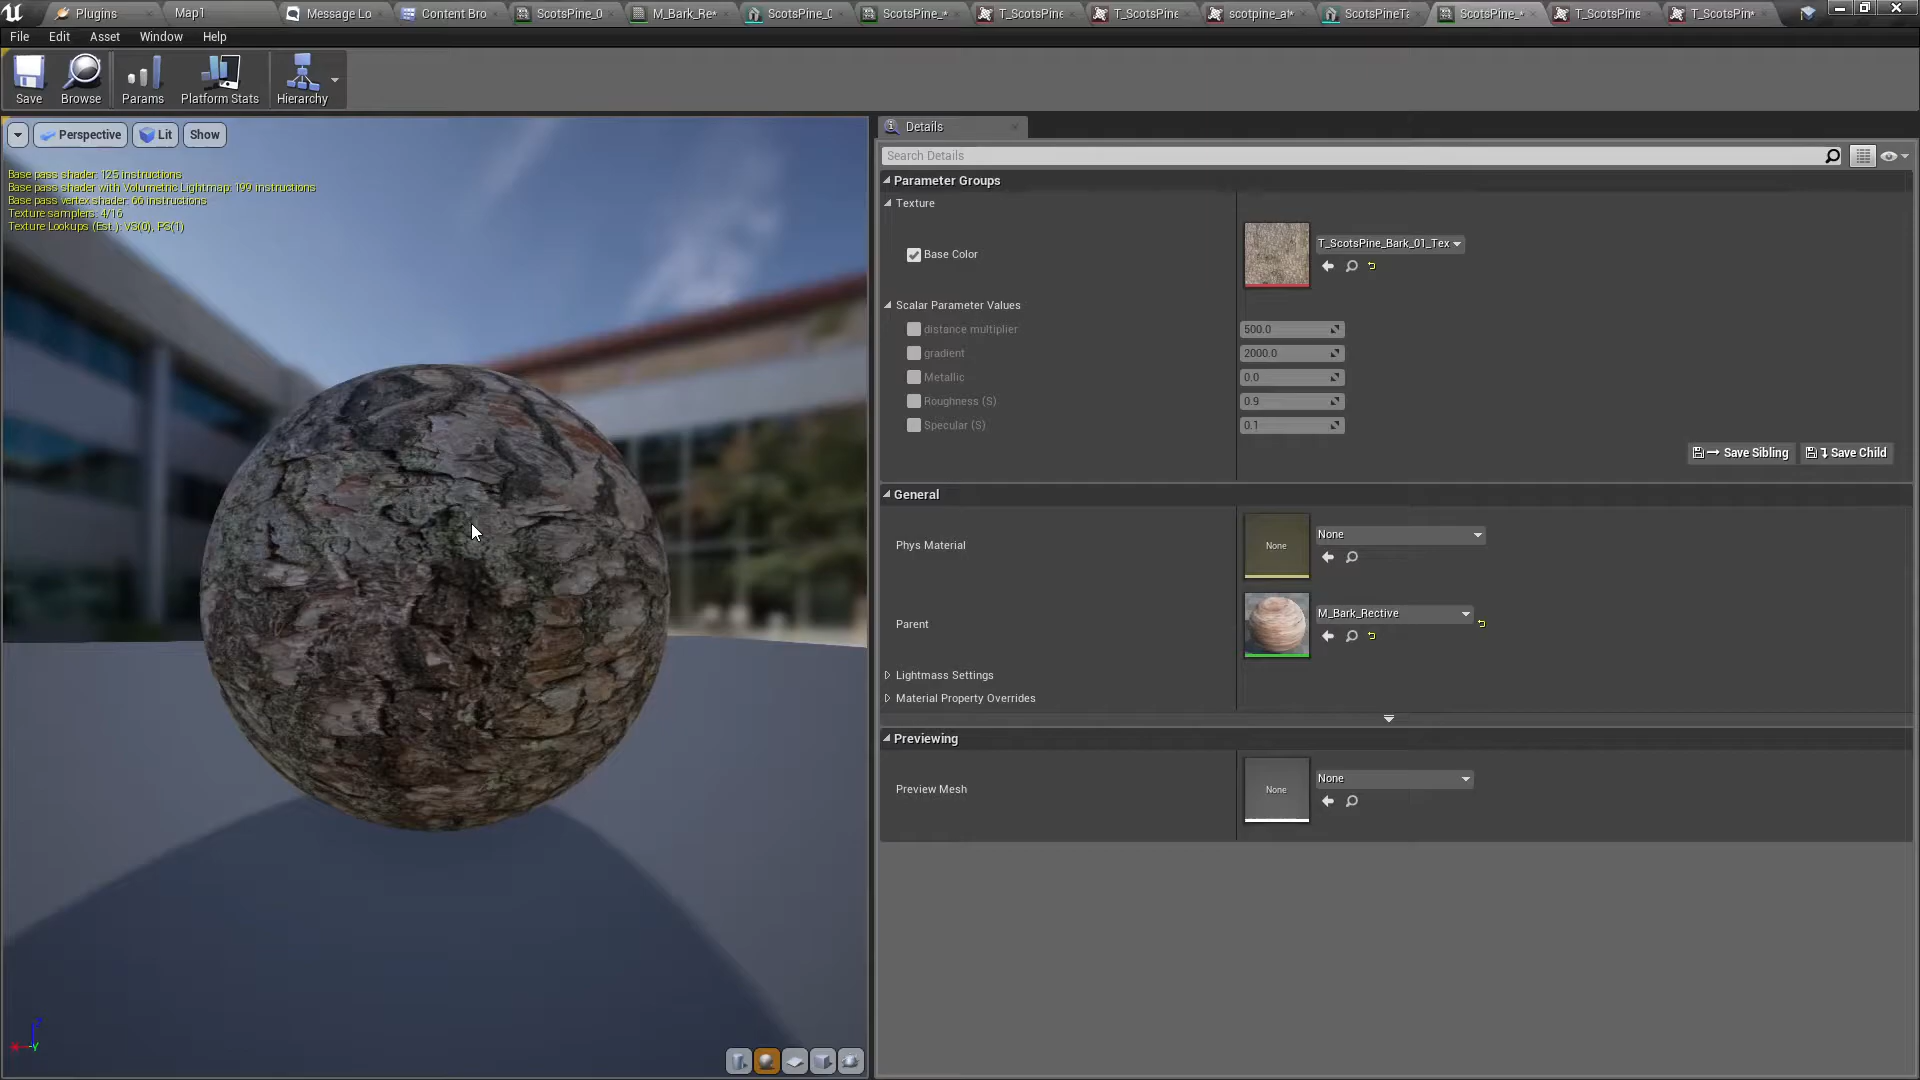 Plugins
Map1
Message Lo
Content Bro
ScotsPine_0
M_Bark_Re*
ScotsPine_0
ScotsPine_*
T_ScotsPine
T_ScotsPine
scotpine_at*
ScotsPineTa
ScotsPine_*
T_ScotsPine
T_ScotsPin*
File Edit Asset Window Help
Save
Browse
Params
Platform Stats
Hierarchy
Perspective
Lit
Show
Base pass shader: 125 instructions
Base pass shader with Volumetric Lightmap: 199 instructions
Base pass vertex shader: 66 instructions
Texture samplers: 4/16
Texture Lookups (Est.): VS(0), PS(1)
Details
Search Details
Parameter Groups
Texture
Base Color
T_ScotsPine_Bark_01_Tex
Scalar Parameter Values
distance multiplier 500.0
gradient 2000.0
Metallic 0.0
Roughness (S) 0.9
Specular (S) 0.1
Save Sibling
Save Child
General
Phys Material
None
None
Parent
M_Bark_Rective
Lightmass Settings
Material Property Overrides
Previewing
Preview Mesh
None
None